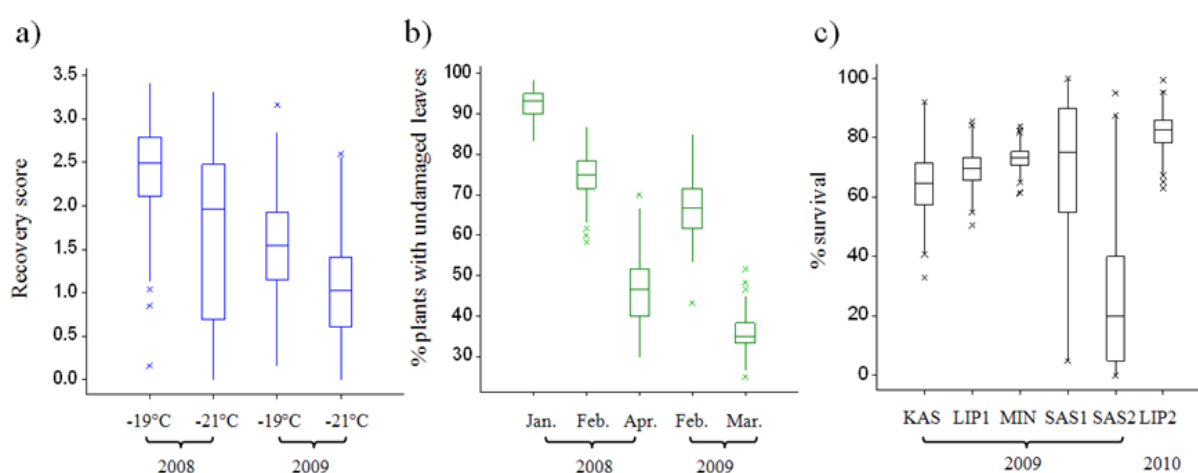 a)
Recovery score
3.5
3.0
2.5
2.0
1.5
1.0
0.5
0.0
-19°C -21°C -19°C -21°C
2008 2009
b)
%plants with undamaged leaves
100
90
80
70
60
50
40
30
Jan. Feb. Apr. Feb. Mar.
2008 2009
c)
% survival
100
80
60
40
20
0
KAS LIP1 MIN SAS1 SAS2 LIP2
2009 2010